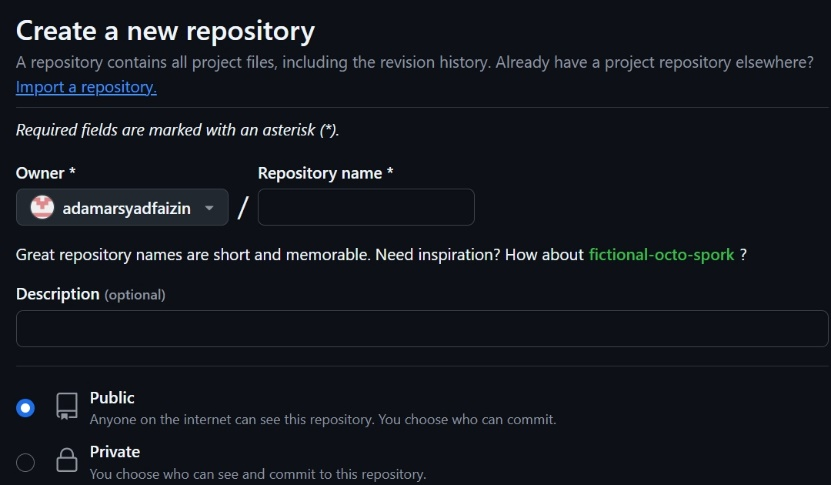 Create a new repository
A repository contains all project files, including the revision history. Already have a project repository elsewhere?
Import a repository.
Required fields are marked with an asterisk (*).
Owner * Repository name *
adamarsyadfaizin /
Great repository names are short and memorable. Need inspiration? How about fictional-octo-spork ?
Description (optional)
Public
Anyone on the internet can see this repository. You choose who can commit.
Private
You choose who can see and commit to this repository.